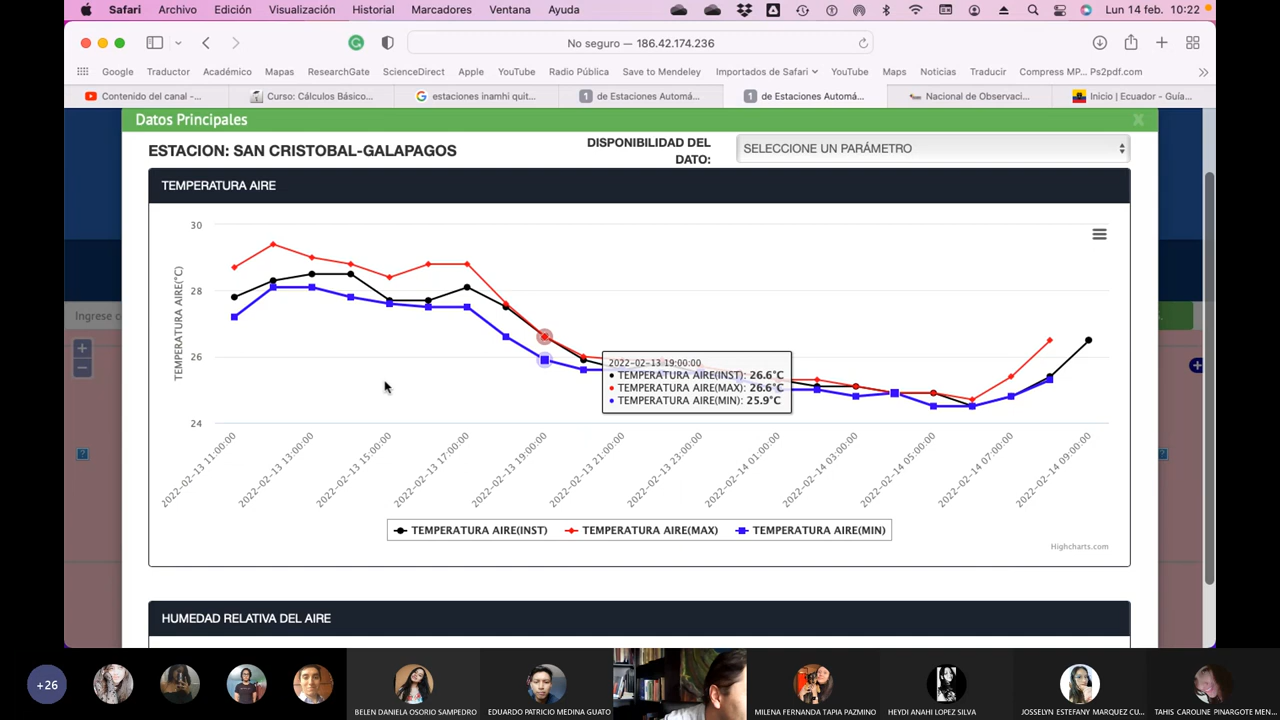 Safari Archivo Edición Visualización Historial Marcadores Ventana Ayuda Lun 14 feb. 10:22
No seguro — 186.42.174.236
Google Traductor Académico Mapas ResearchGate ScienceDirect Apple YouTube Radio Pública Save to Mendeley Importados de Safari YouTube Maps Noticias Traducir Compress MP... Ps2pdf.com
Contenido del canal -... Curso: Cálculos Básico... estaciones inamhi quit... 1 de Estaciones Automá... 1 de Estaciones Automá... Nacional de Observaci... Inicio | Ecuador - Guía...
Datos Principales
ESTACION: SAN CRISTOBAL-GALAPAGOS
DISPONIBILIDAD DEL
DATO:
SELECCIONE UN PARÁMETRO
TEMPERATURA AIRE
30
28
26
24
TEMPERATURA AIRE(°C)
Ingrese c
2022-02-13 19:00:00
TEMPERATURA AIRE(INST): 26.6°C
TEMPERATURA AIRE(MAX): 26.6°C
TEMPERATURA AIRE(MIN): 25.9°C
2022-02-13 11:00:00
2022-02-13 13:00:00
2022-02-13 15:00:00
2022-02-13 17:00:00
2022-02-13 19:00:00
2022-02-13 21:00:00
2022-02-13 23:00:00
2022-02-14 01:00:00
2022-02-14 03:00:00
2022-02-14 05:00:00
2022-02-14 07:00:00
2022-02-14 09:00:00
TEMPERATURA AIRE(INST) TEMPERATURA AIRE(MAX) TEMPERATURA AIRE(MIN)
Highcharts.com
HUMEDAD RELATIVA DEL AIRE
+26
BELEN DANIELA OSORIO SAMPEDRO
EDUARDO PATRICIO MEDINA GUATO
MILENA FERNANDA TAPIA PAZMINO
HEYDI ANAHI LOPEZ SILVA
JOSSELYN ESTEFANY MARQUEZ CU...
TAHIS CAROLINE PINARGOTE MEN...